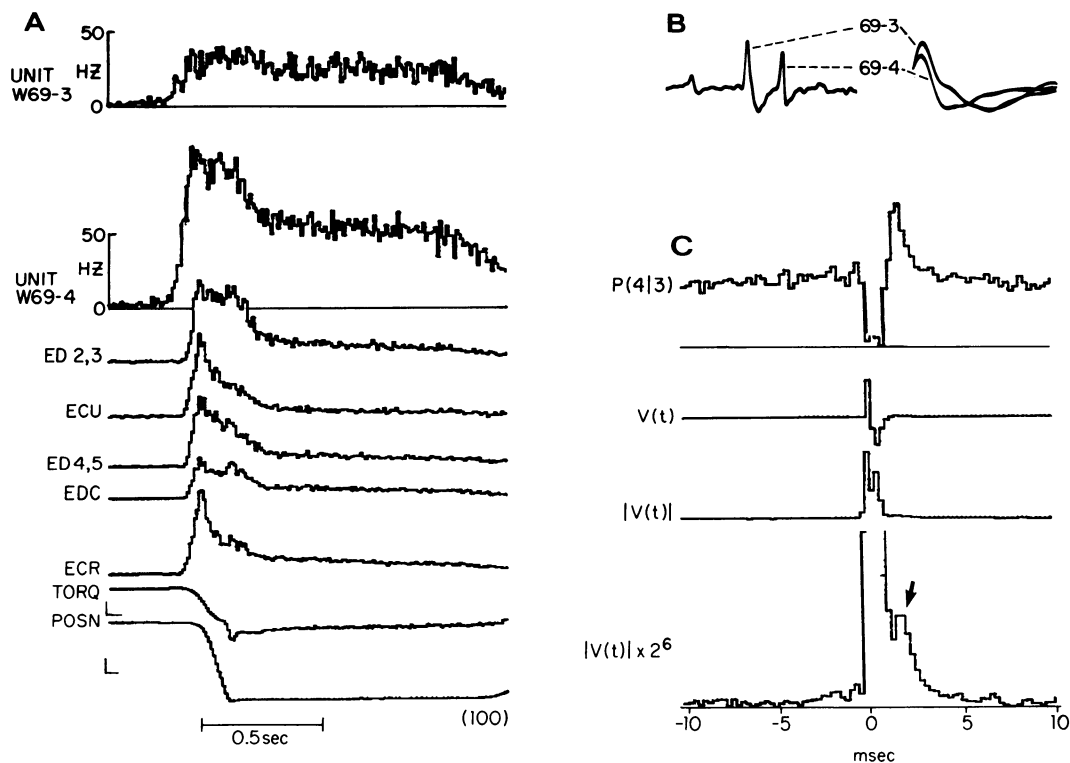 A
50
HZ
UNIT
W69-3
0
50
HZ
UNIT
W69-4
0
ED 2,3
ECU
ED4,5
EDC
ECR
TORQ
POSN
(100)
0.5 sec
B
69-3
69-4
C
P(4|3)
V(t)
|V(t)|
|V(t)| x 2⁶
-10 -5 0 5 10
msec